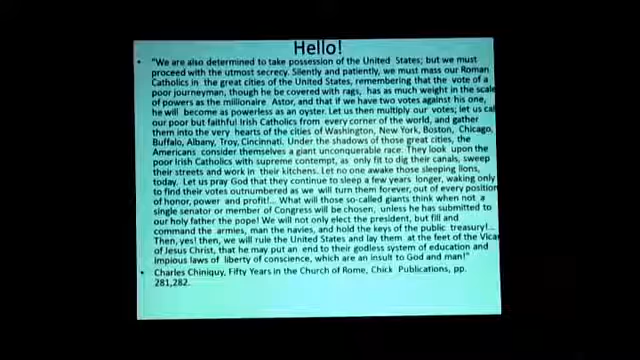 Hello!
• "We are also determined to take possession of the United States; but we must
proceed with the utmost secrecy. Silently and patiently, we must mass our Roman
Catholics in the great cities of the United States, remembering that the vote of a
poor journeyman, though he be covered with rags, has as much weight in the scale
of powers as the millionaire Astor, and that if we have two votes against his one,
he will become as powerless as an oyster. Let us then multiply our votes; let us call
our poor but faithful Irish Catholics from every corner of the world, and gather
them into the very hearts of the cities of Washington, New York, Boston, Chicago,
Buffalo, Albany, Troy, Cincinnati. Under the shadows of those great cities, the
Americans consider themselves a giant unconquerable race. They look upon the
poor Irish Catholics with supreme contempt, as only fit to dig their canals, sweep
their streets and work in their kitchens. Let no one awake those sleeping lions,
today. Let us pray God that they continue to sleep a few years longer, waking only
to find their votes outnumbered as we will turn them forever, out of every position
of honor, power and profit!... What will those so-called giants think when not a
single senator or member of Congress will be chosen, unless he has submitted to
our holy father the pope! We will not only elect the president, but fill and
command the armies, man the navies, and hold the keys of the public treasury!...
Then, yes! then, we will rule the United States and lay them at the feet of the Vicar
of Jesus Christ, that he may put an end to their godless system of education and
impious laws of liberty of conscience, which are an insult to God and man!"
• Charles Chiniquy, Fifty Years in the Church of Rome, Chick Publications, pp.
281,282.